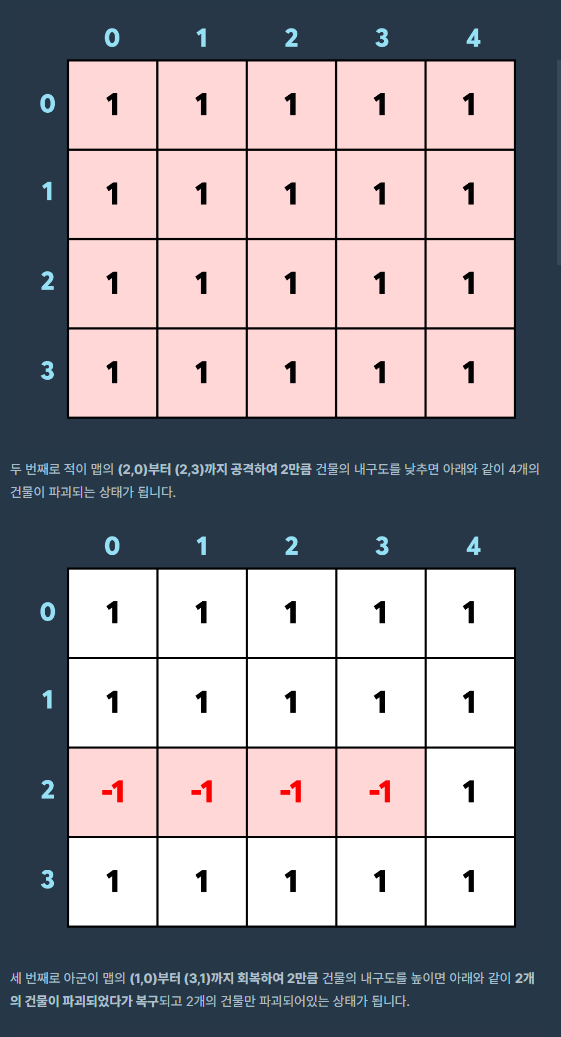 0 1 2 3 4
0 1 1 1 1 1
1 1 1 1 1 1
2 1 1 1 1 1
3 1 1 1 1 1
두 번째로 적이 맵의 (2,0)부터 (2,3)까지 공격하여 2만큼 건물의 내구도를 낮추면 아래와 같이 4개의
건물이 파괴되는 상태가 됩니다.
0 1 2 3 4
0 1 1 1 1 1
1 1 1 1 1 1
2 -1 -1 -1 -1 1
3 1 1 1 1 1
세 번째로 아군이 맵의 (1,0)부터 (3,1)까지 회복하여 2만큼 건물의 내구도를 높이면 아래와 같이 2개
의 건물이 파괴되었다가 복구되고 2개의 건물만 파괴되어있는 상태가 됩니다.